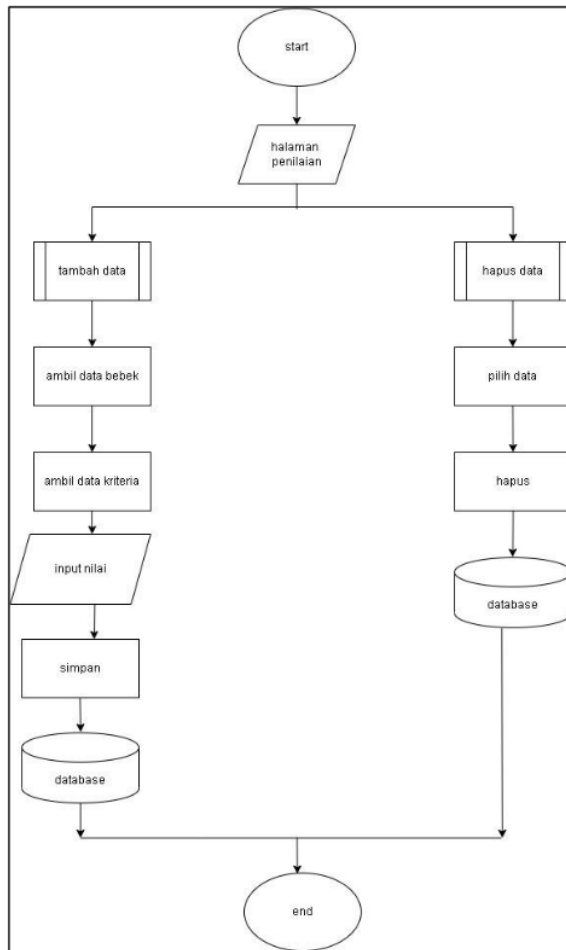 start
halaman
penilaian
tambah data
hapus data
ambil data bebek
pilih data
ambil data kriteria
hapus
input nilai
database
simpan
database
end